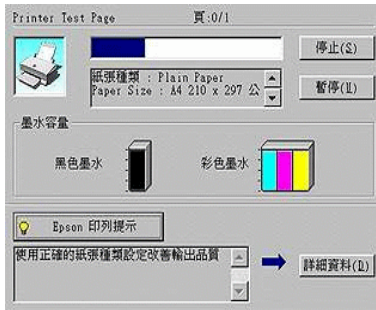 Printer Test Page 頁:0/1
停止(S)
紙張種類 : Plain Paper
Paper Size : A4 210 x 297 公
暫停(U)
墨水容量
黑色墨水 彩色墨水
Epson 印列提示
使用正確的紙張種類設定改善輸出品質
詳細資料(D)